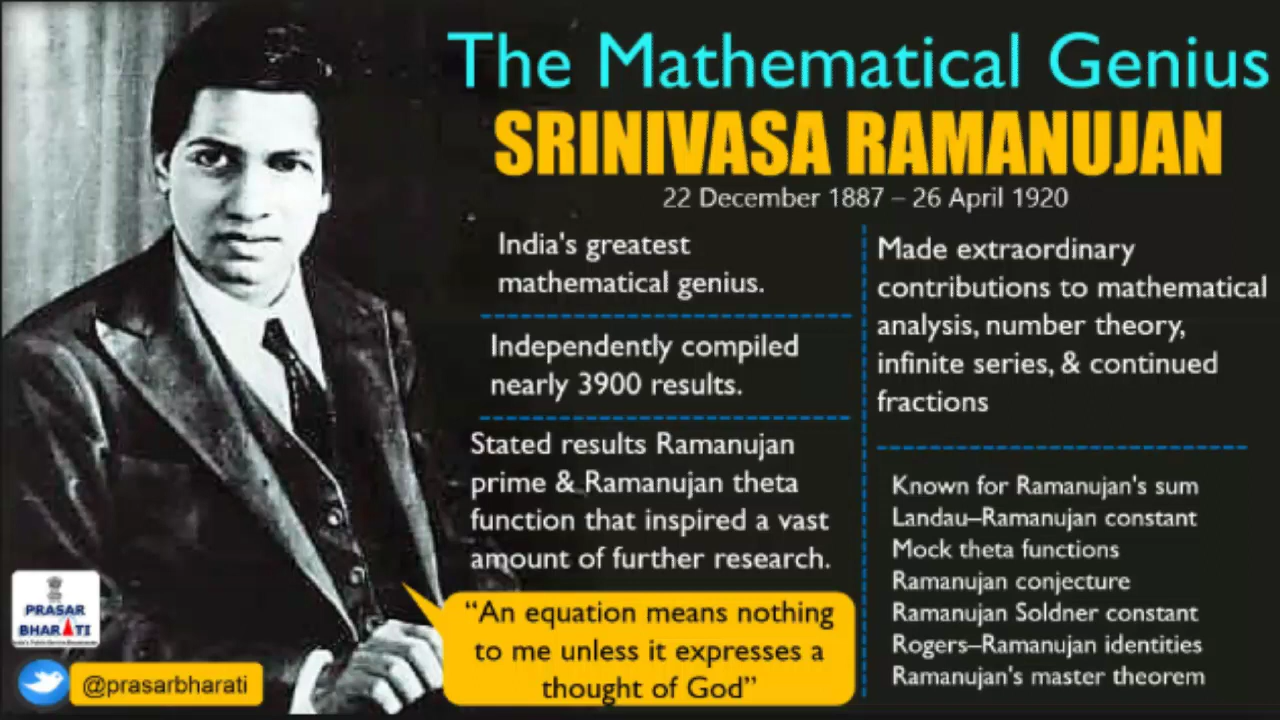 The Mathematical Genius
SRINIVASA RAMANUJAN
22 December 1887 – 26 April 1920
India's greatest
mathematical genius.
Independently compiled
nearly 3900 results.
Stated results Ramanujan
prime & Ramanujan theta
function that inspired a vast
amount of further research.
“An equation means nothing
to me unless it expresses a
thought of God”
Made extraordinary
contributions to mathematical
analysis, number theory,
infinite series, & continued
fractions
Known for Ramanujan's sum
Landau–Ramanujan constant
Mock theta functions
Ramanujan conjecture
Ramanujan Soldner constant
Rogers–Ramanujan identities
Ramanujan's master theorem
PRASAR
BHARATI
@prasarbharati